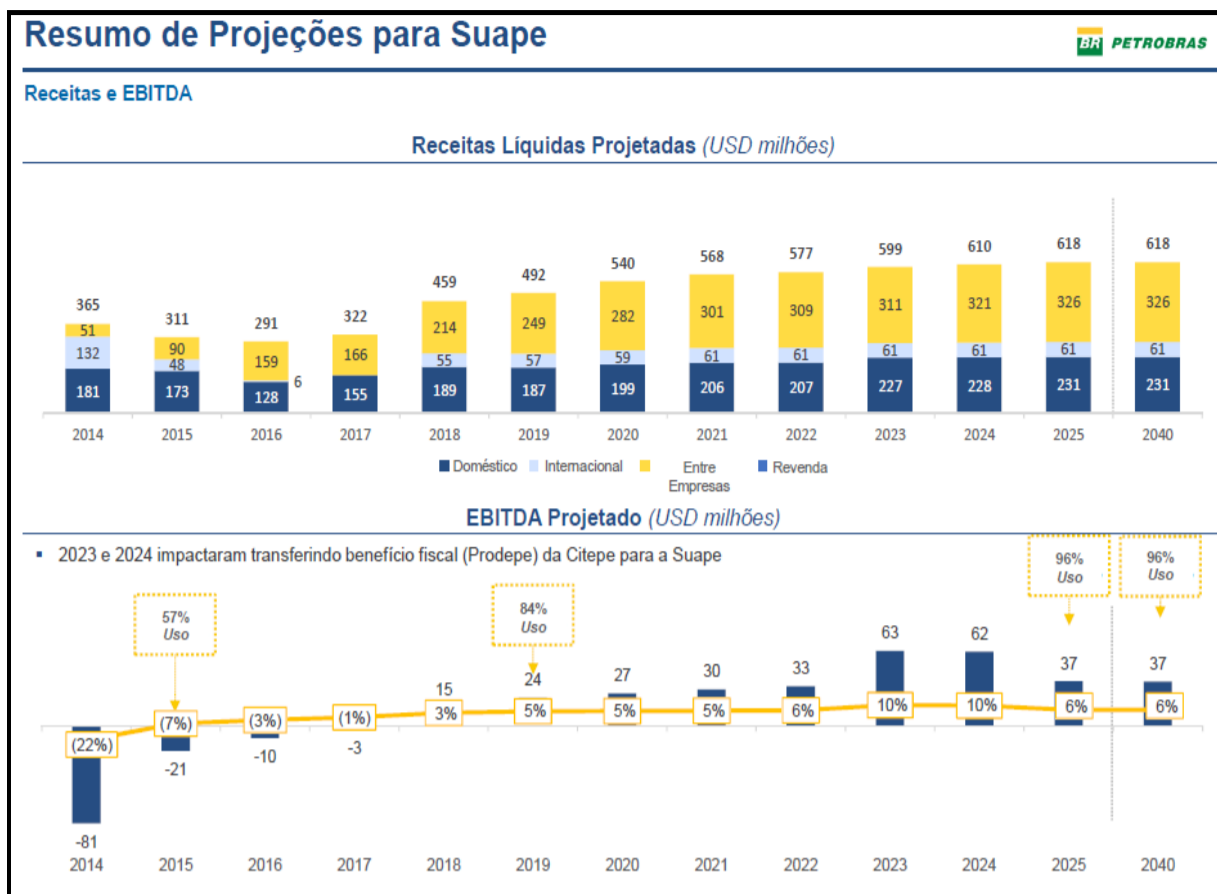 Resumo de Projeções para Suape
BR PETROBRAS
Receitas e EBITDA
Receitas Líquidas Projetadas (USD milhões)
365 311 291 322 459 492 540 568 577 599 610 618 618
51 90 159 166 214 249 282 301 309 311 321 326 326
132 48 6 55 57 59 61 61 61 61 61 61
181 173 128 155 189 187 199 206 207 227 228 231 231
2014 2015 2016 2017 2018 2019 2020 2021 2022 2023 2024 2025 2040
Doméstico Internacional Entre Revenda
Empresas
EBITDA Projetado (USD milhões)
▪ 2023 e 2024 impactaram transferindo benefício fiscal (Prodepe) da Citepe para a Suape
57% 84% 96% 96%
Uso Uso Uso Uso
-81 -21 -10 -3 15 24 27 30 33 63 62 37 37
(22%) (7%) (3%) (1%) 3% 5% 5% 5% 6% 10% 10% 6% 6%
2014 2015 2016 2017 2018 2019 2020 2021 2022 2023 2024 2025 2040